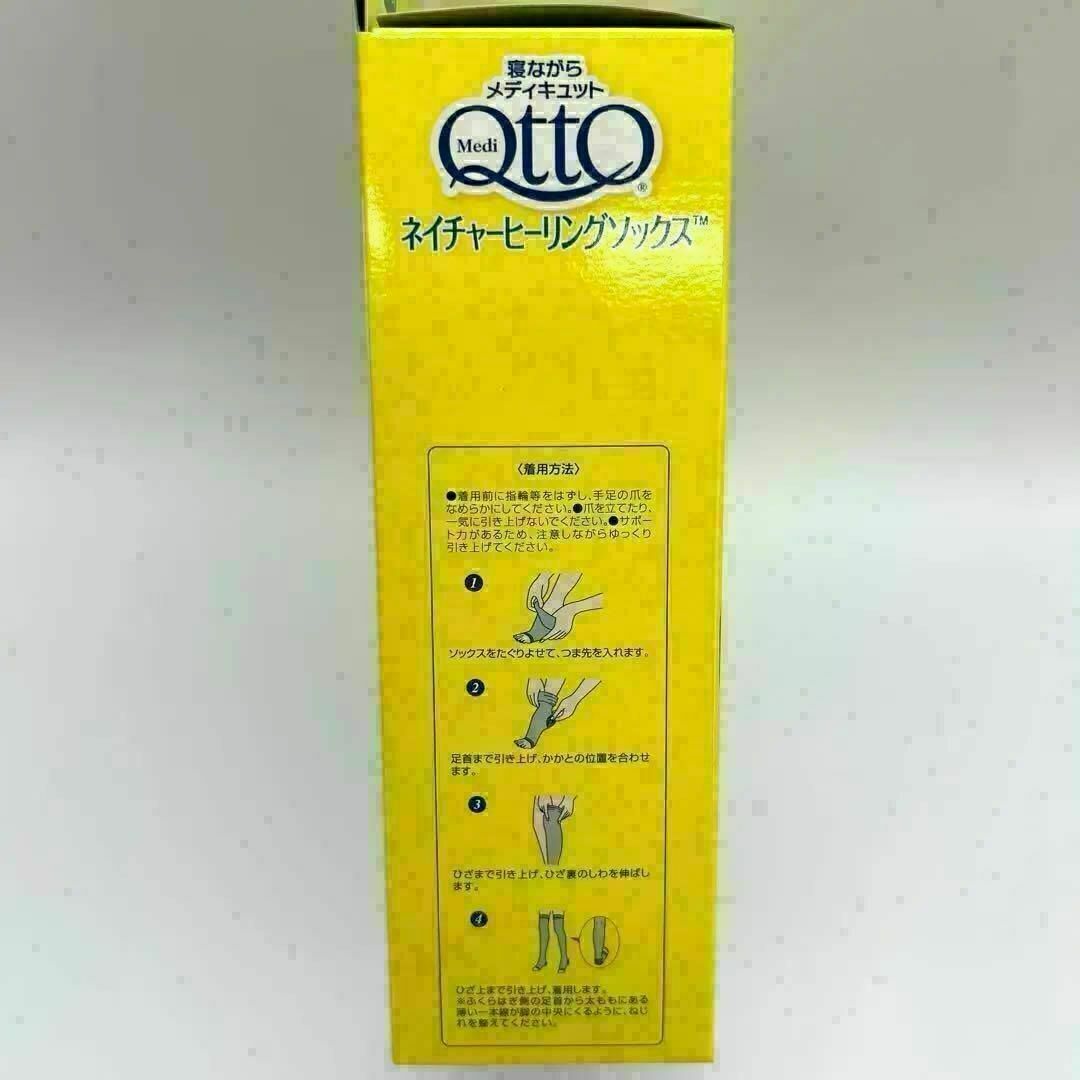 寝ながら
メディキュット
Medi QttO®
ネイチャーヒーリングソックス™
〈着用方法〉
●着用前に指輪等をはずし、手足の爪を
なめらかにしてください。●爪を立てたり、
一気に引き上げないでください。●サポー
ト力があるため、注意しながらゆっくり
引き上げてください。
1
ソックスをたぐりよせて、つま先を入れます。
2
足首まで引き上げ、かかとの位置を合わせ
ます。
3
ひざまで引き上げ、ひざ裏のしわを伸ばし
ます。
4
ひざ上まで引き上げ、着用します。
※ふくらはぎ側の足首から太ももにある
薄い一本線が脚の中央にくるように、ねじ
れを整えてください。